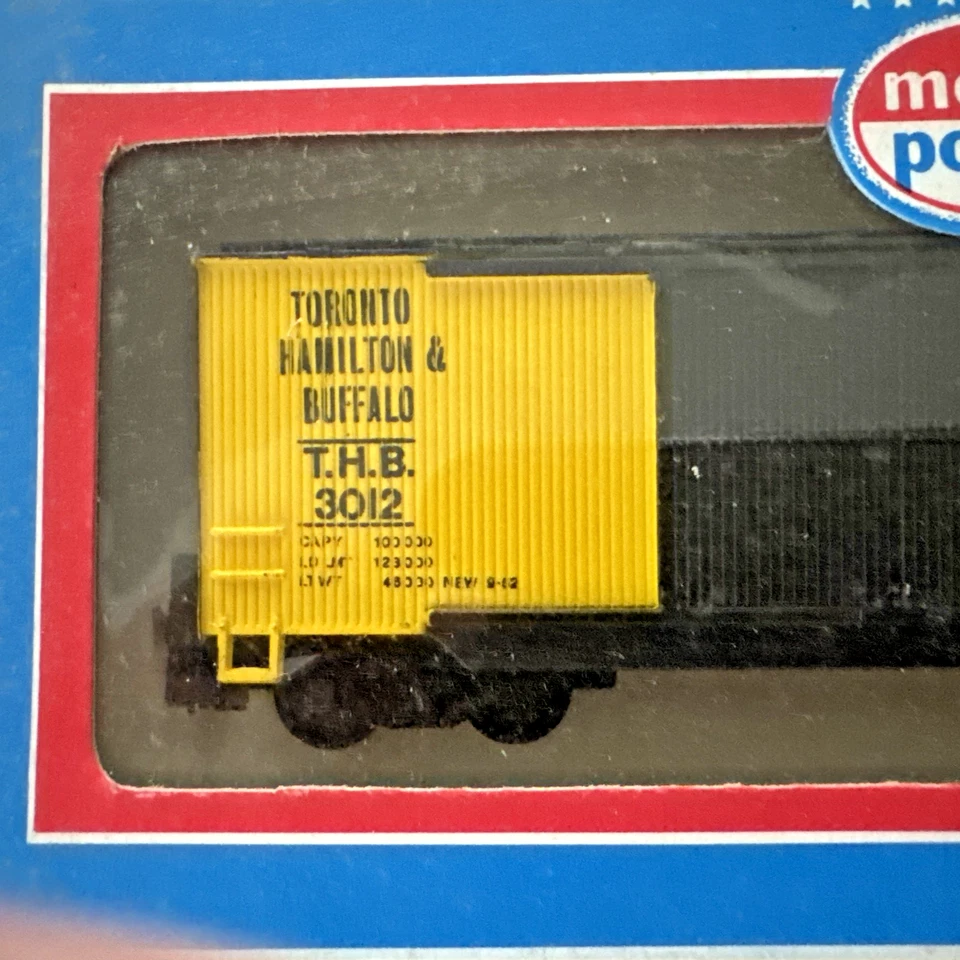 TORONTO
HAMILTON &
BUFFALO
T.H.B.
3012
CAPY 100000
LD LMT 123000
LT WT 46000 NEW 9-62